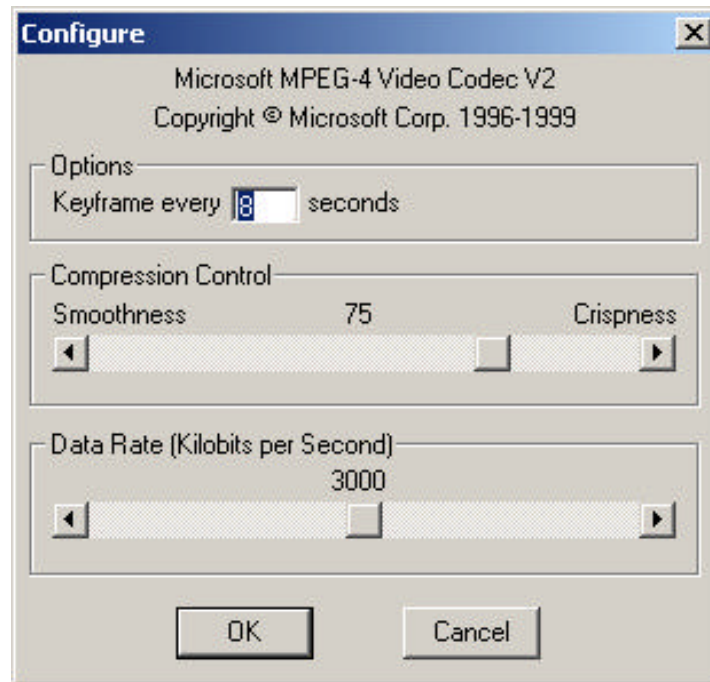 Configure
Microsoft MPEG-4 Video Codec V2
Copyright © Microsoft Corp. 1996-1999
Options
Keyframe every 8 seconds
Compression Control
Smoothness 75 Crispness
Data Rate (Kilobits per Second)
3000
OK Cancel